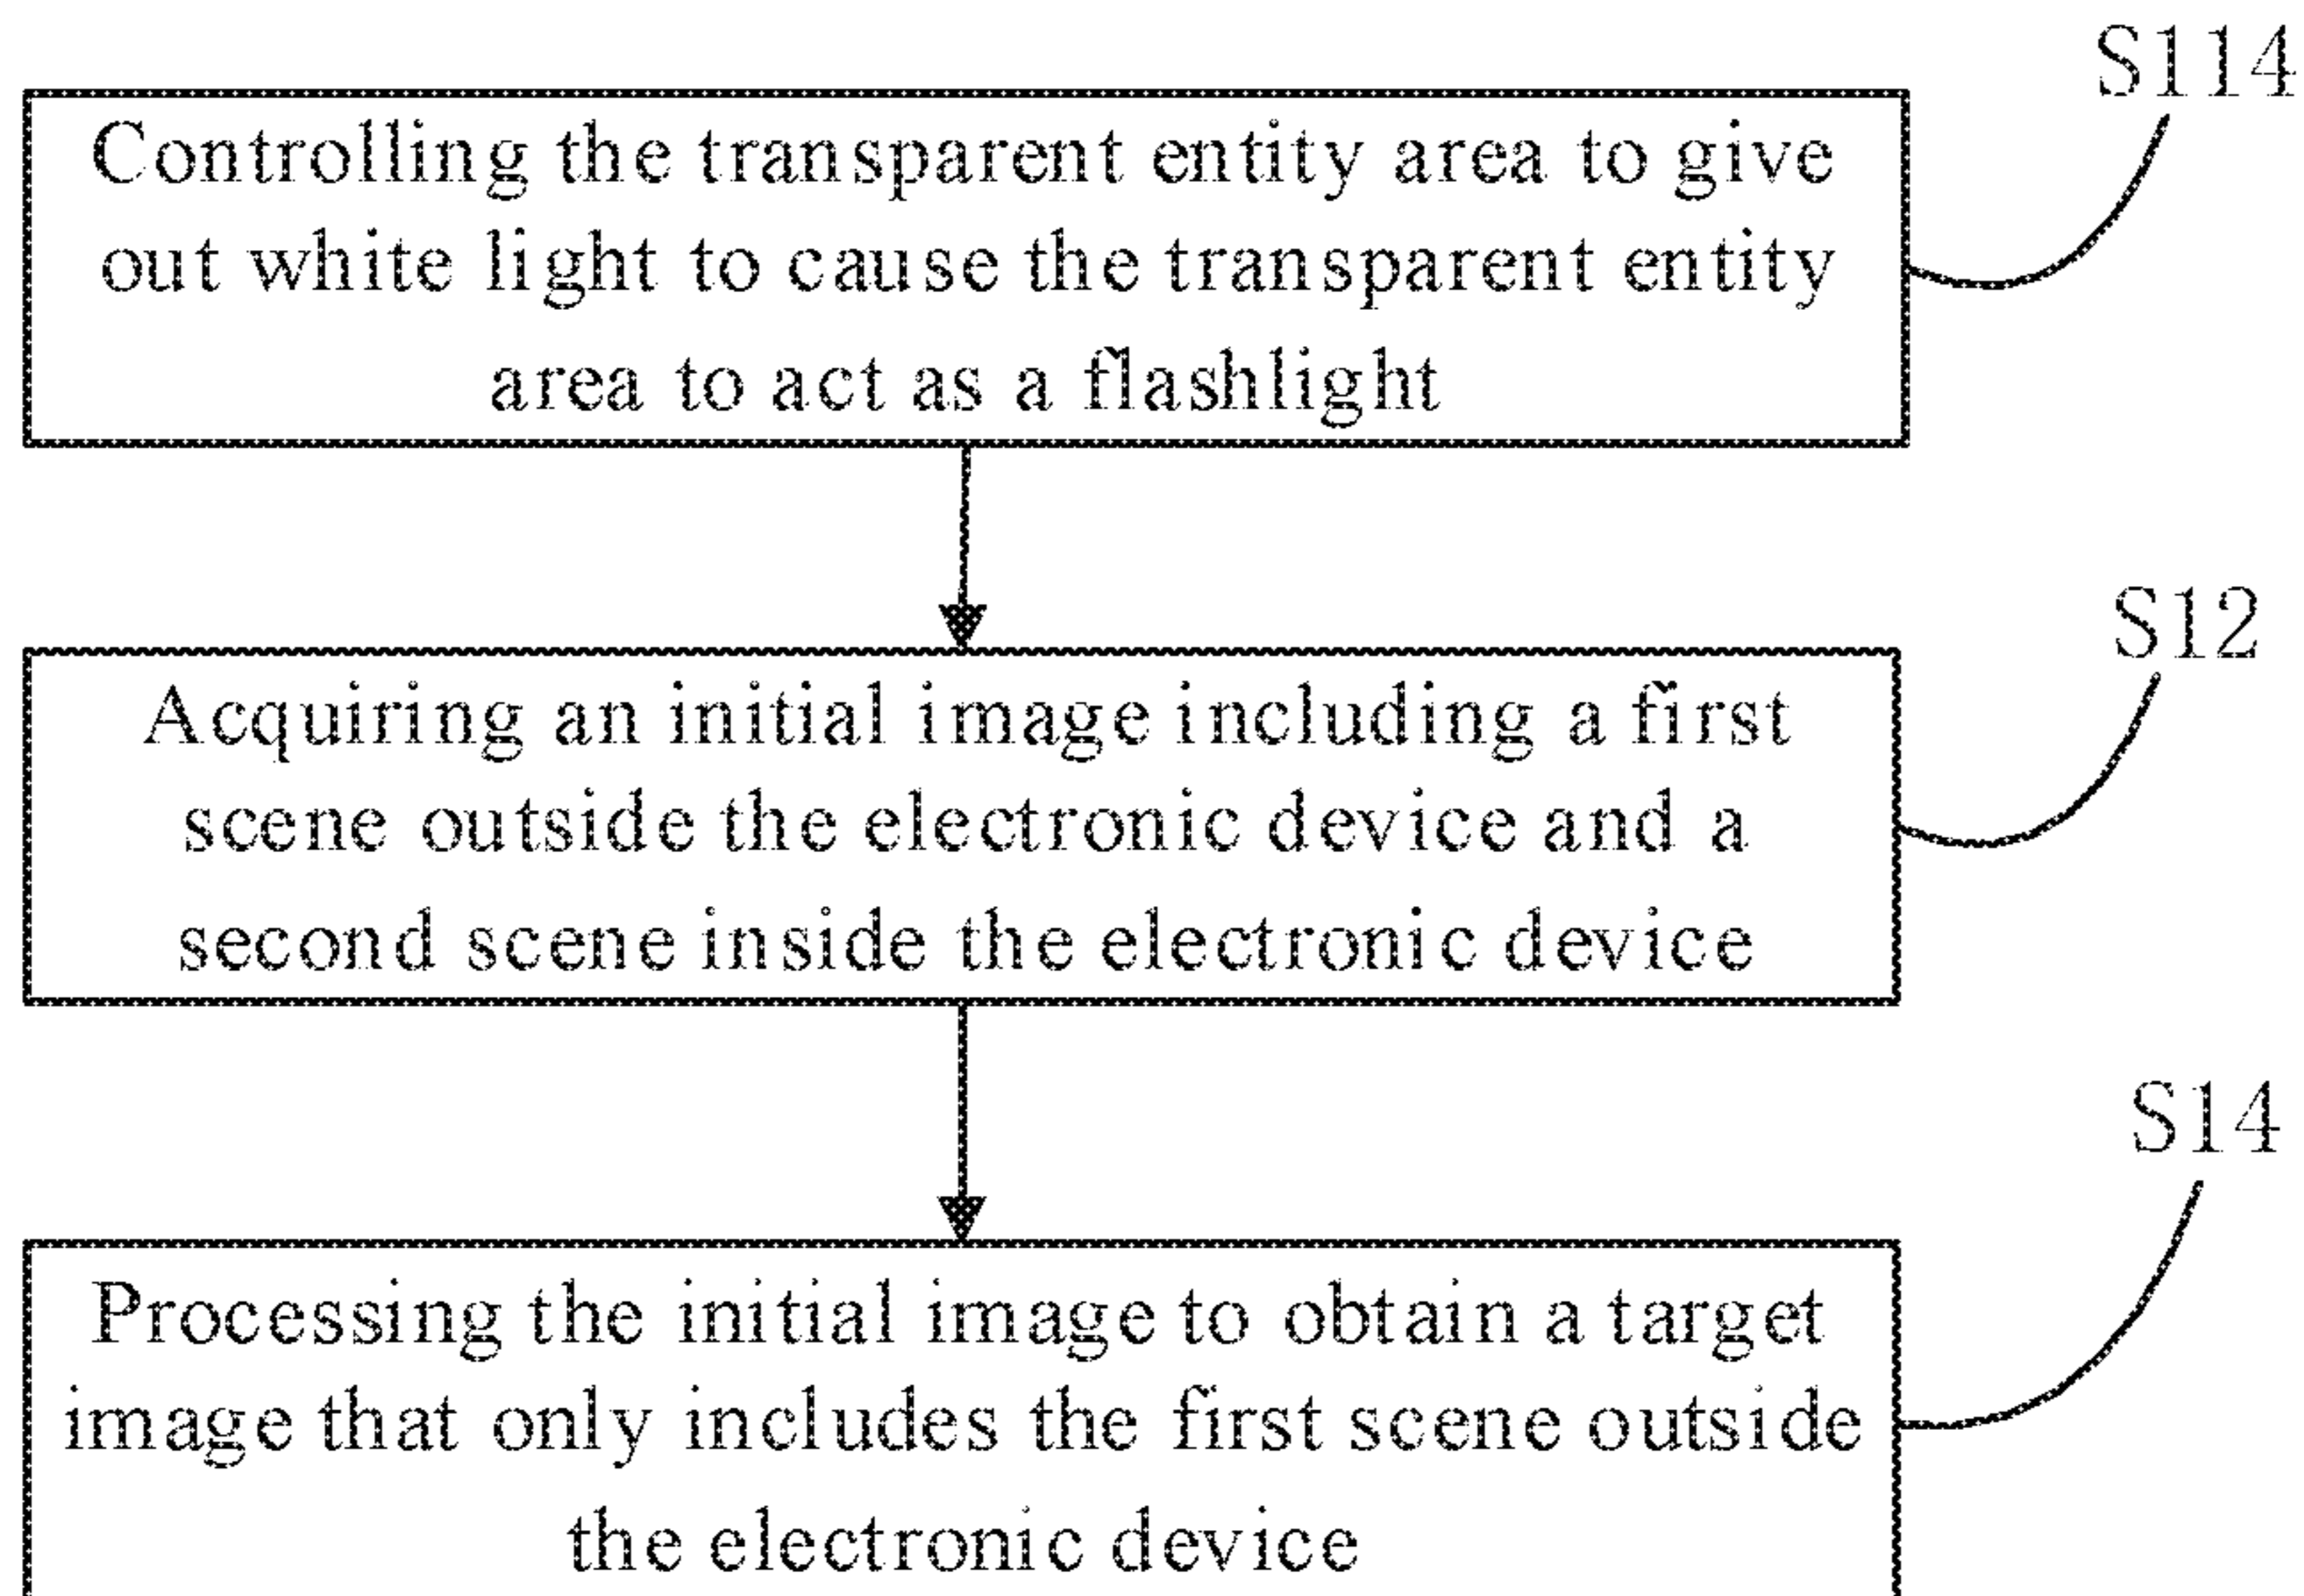 S114
Controlling the transparent entity area to give
out white light to cause the transparent entity
area to act as a flashlight
S12
Acquiring an initial image including a first
scene outside the electronic device and a
second scene inside the electronic device
S14
Processing the initial image to obtain a target
image that only includes the first scene outside
the electronic device